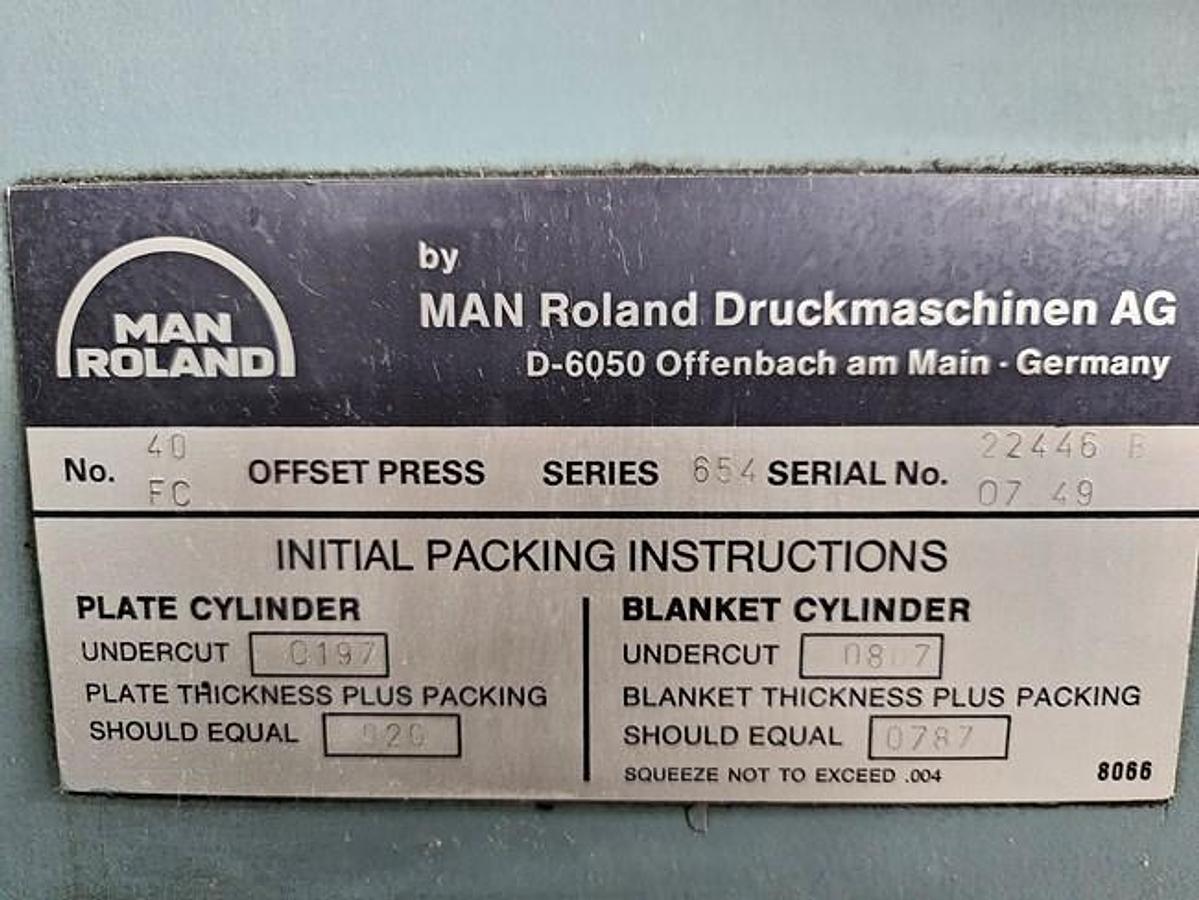 MAN
ROLAND
by
MAN Roland Druckmaschinen AG
D-6050 Offenbach am Main · Germany
No. 40 FC OFFSET PRESS SERIES 654 SERIAL No. 22446 B 07 49
INITIAL PACKING INSTRUCTIONS
PLATE CYLINDER
UNDERCUT 0197
PLATE THICKNESS PLUS PACKING
SHOULD EQUAL
BLANKET CYLINDER
UNDERCUT
BLANKET THICKNESS PLUS PACKING
SHOULD EQUAL 0787
SQUEEZE NOT TO EXCEED .004
8066